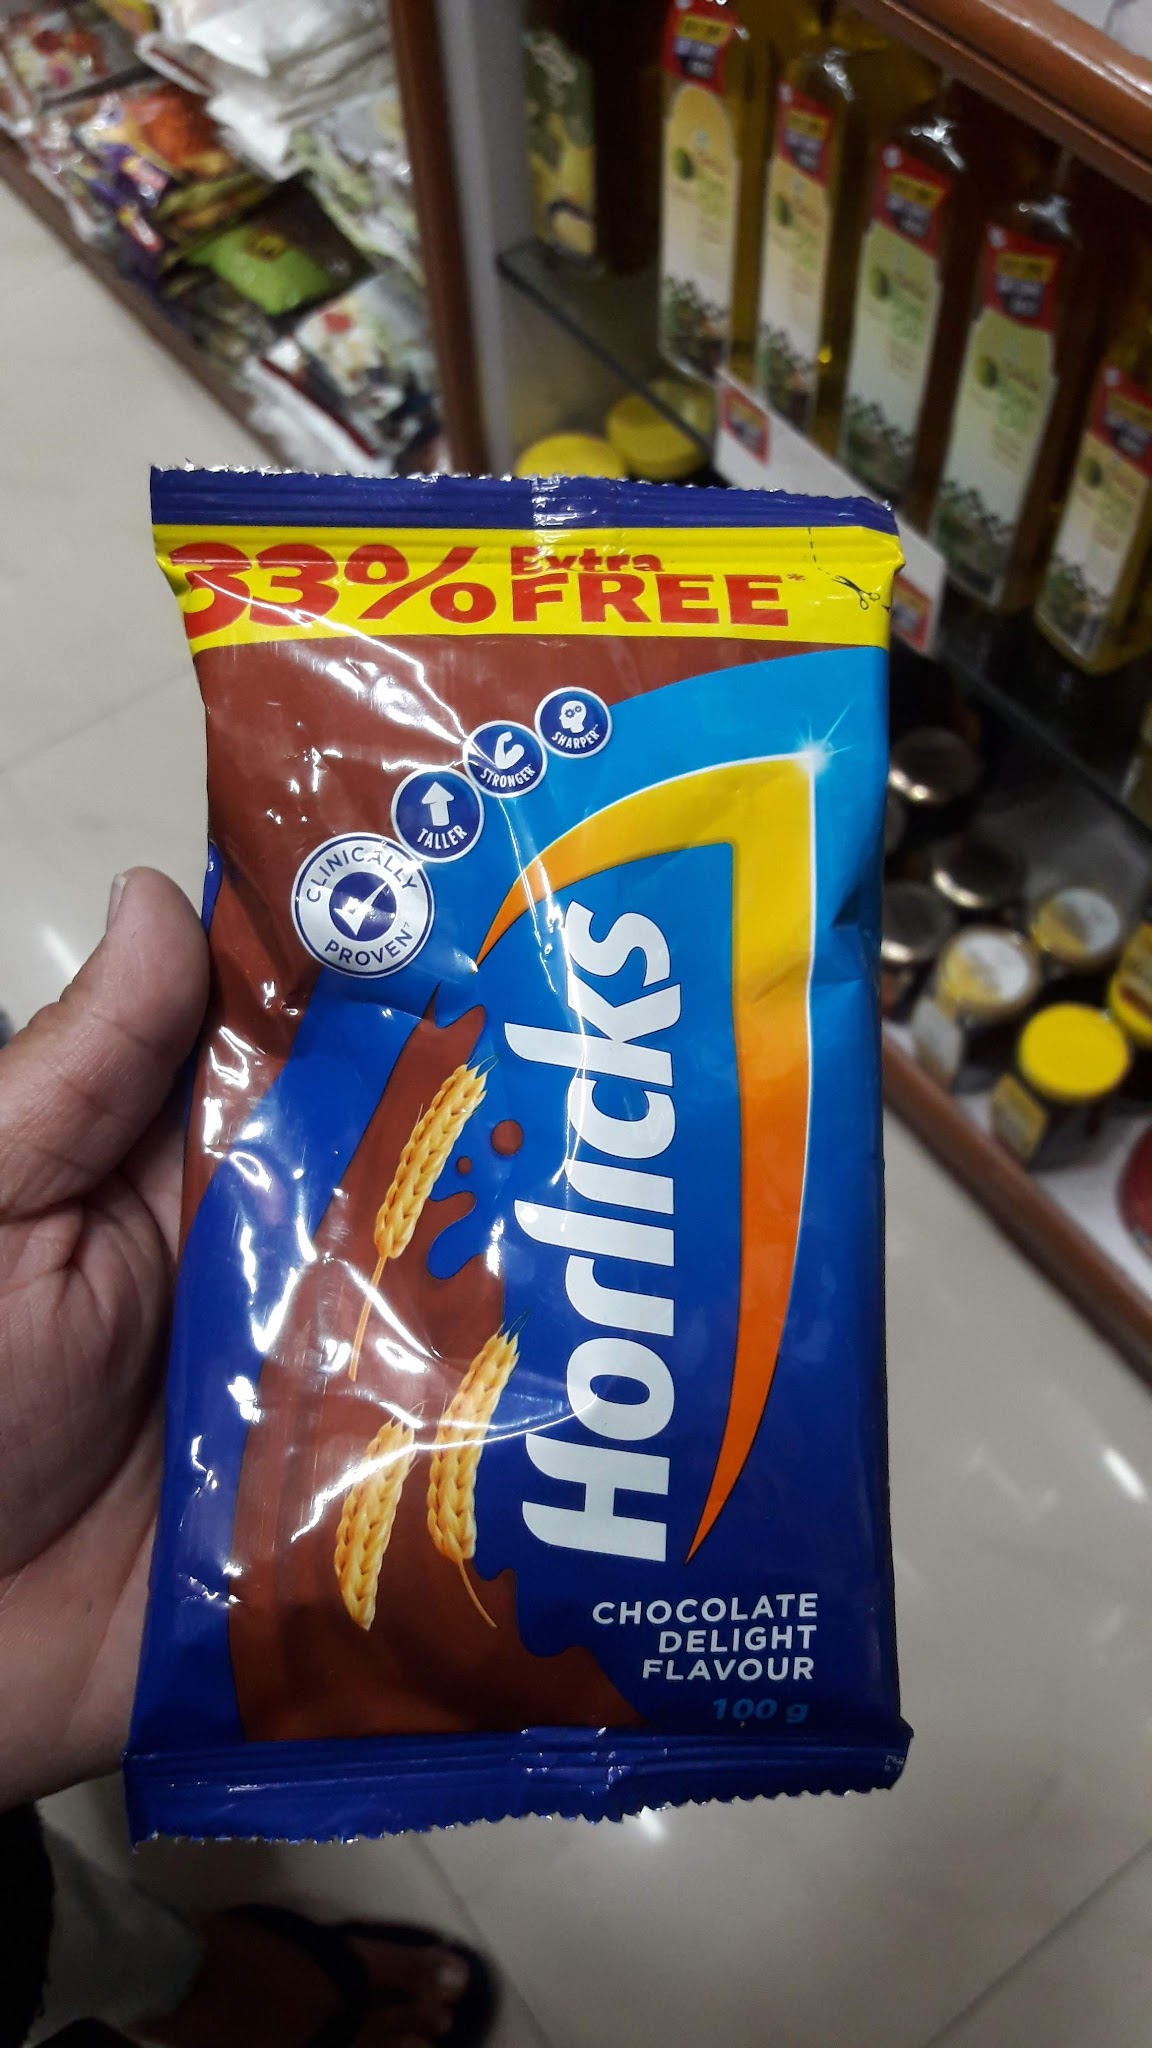 33% Extra FREE*
SHARPER
STRONGER
TALLER
CLINICALLY PROVEN
Horlicks
CHOCOLATE
DELIGHT
FLAVOUR
100 g